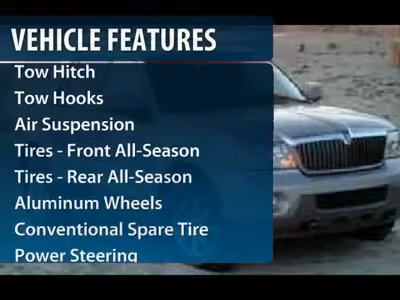 VEHICLE FEATURES
Tow Hitch
Tow Hooks
Air Suspension
Tires - Front All-Season
Tires - Rear All-Season
Aluminum Wheels
Conventional Spare Tire
Power Steering